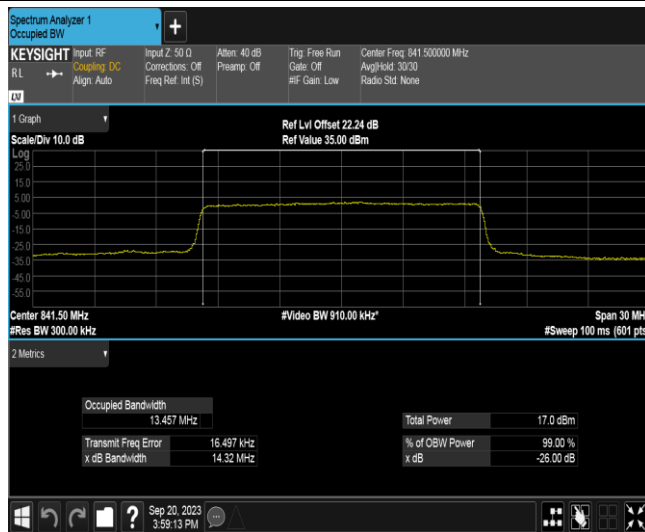 Spectrum Analyzer 1
Occupied BW
+
KEYSIGHT
RL
LXI
Input: RF
Coupling: DC
Align: Auto
Input Z: 50 Ω
Corrections: Off
Freq Ref: Int (S)
Atten: 40 dB
Preamp: Off
Trig: Free Run
Gate: Off
#IF Gain: Low
Center Freq: 841.500000 MHz
Avg|Hold: 30/30
Radio Std: None
1 Graph
Scale/Div 10.0 dB
Ref Lvl Offset 22.24 dB
Ref Value 35.00 dBm
Log
25.0
15.0
5.00
-5.00
-15.0
-25.0
-35.0
-45.0
-55.0
Center 841.50 MHz
#Res BW 300.00 kHz
#Video BW 910.00 kHz*
Span 30 MH
#Sweep 100 ms (601 pts
2 Metrics
Occupied Bandwidth
13.457 MHz
Transmit Freq Error 16.497 kHz
x dB Bandwidth 14.32 MHz
Total Power 17.0 dBm
% of OBW Power 99.00 %
x dB -26.00 dB
?
Sep 20, 2023
3:59:13 PM